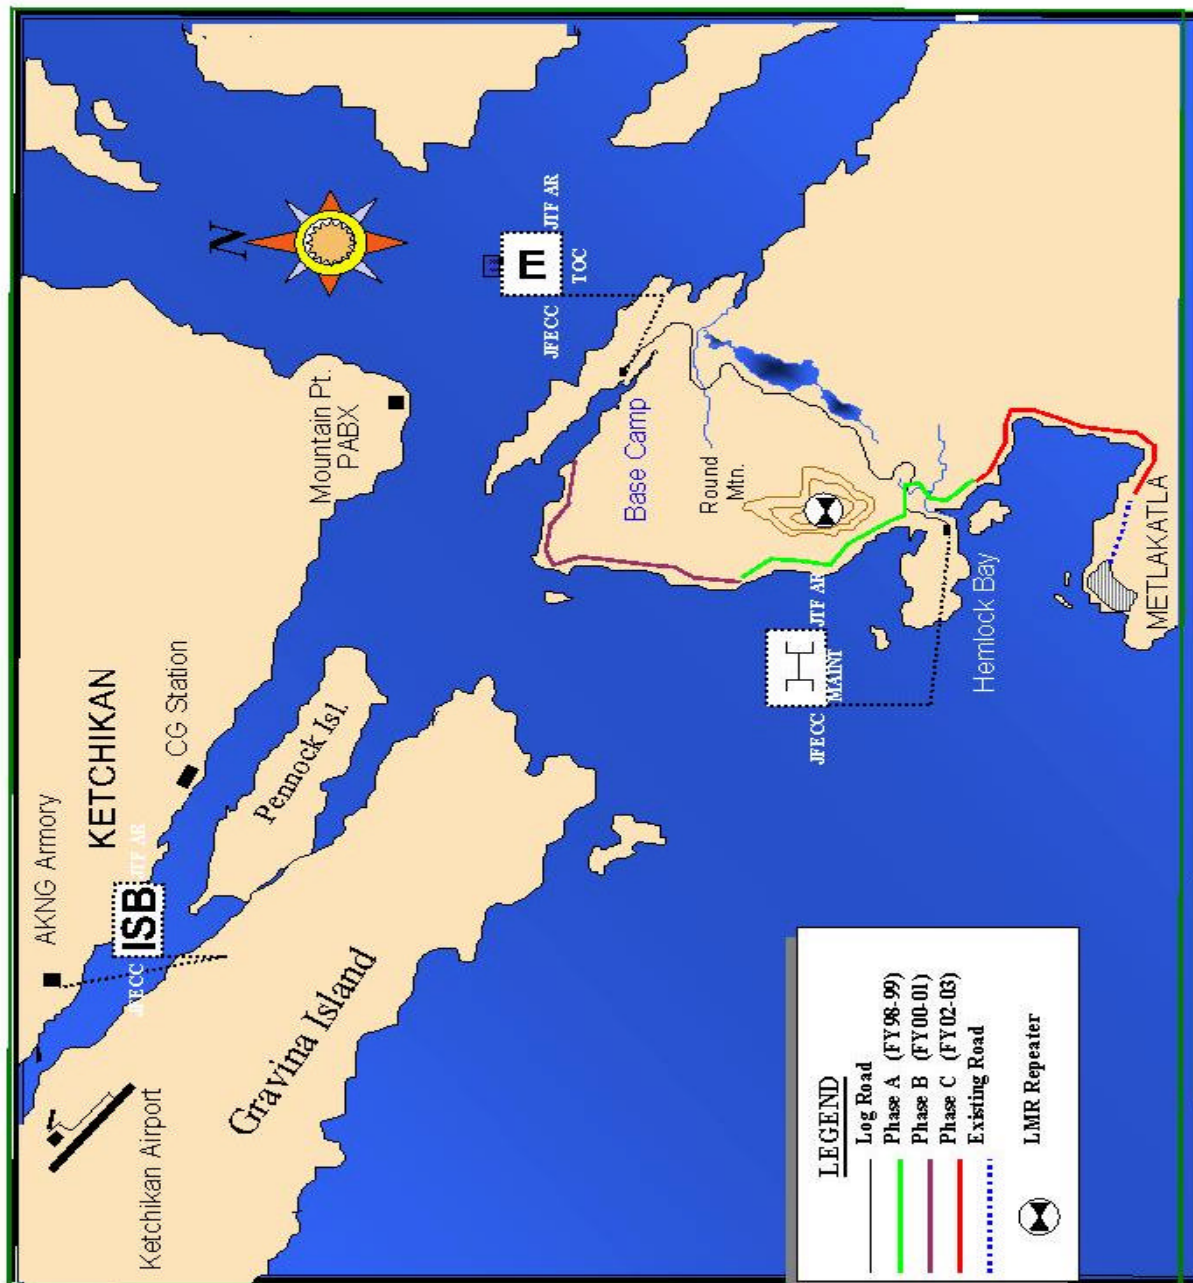 AKNG Armory
KETCHIKAN
CG Station
Mountain Pt.
PABX
N
JFECC
ISB
JTF AR
Pennock Isl.
Ketchikan Airport
Gravina Island
JFECC
E
JTF AR
TOC
Base Camp
Round
Mtn.
JFECC
MAINT
JTF AR
Hemlock Bay
METLAKATLA
LEGEND
Log Road
Phase A (FY98-99)
Phase B (FY00-01)
Phase C (FY02-03)
Existing Road
LMR Repeater